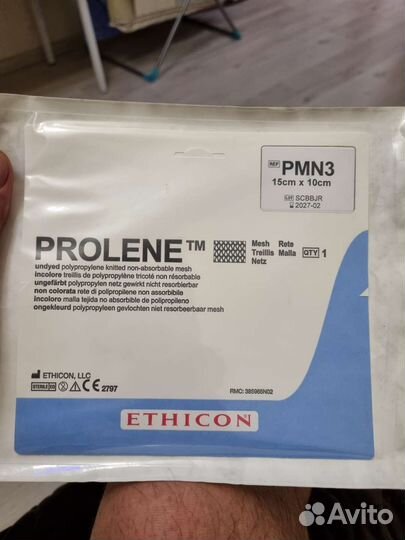 REF PMN3
15cm x 10cm
LOT SCBBJR
2027-02
PROLENE™
Mesh Rete
Treillis Malla
Netz
QTY 1
undyed polypropylene knitted non-absorbable mesh
incolore treillis de polypropylène tricoté non résorbable
ungefärbt polypropylen netz gewirkt nicht resorbierbar
non colorata rete di polipropilene non assorbibile
incoloro malla tejida no absorbible de polipropileno
ongekleurd polypropyleen gevlochten niet resorbeerbaar mesh
ETHICON, LLC
STERILE EO CE 2797
RMC: 385966N02
ETHICON
Avito